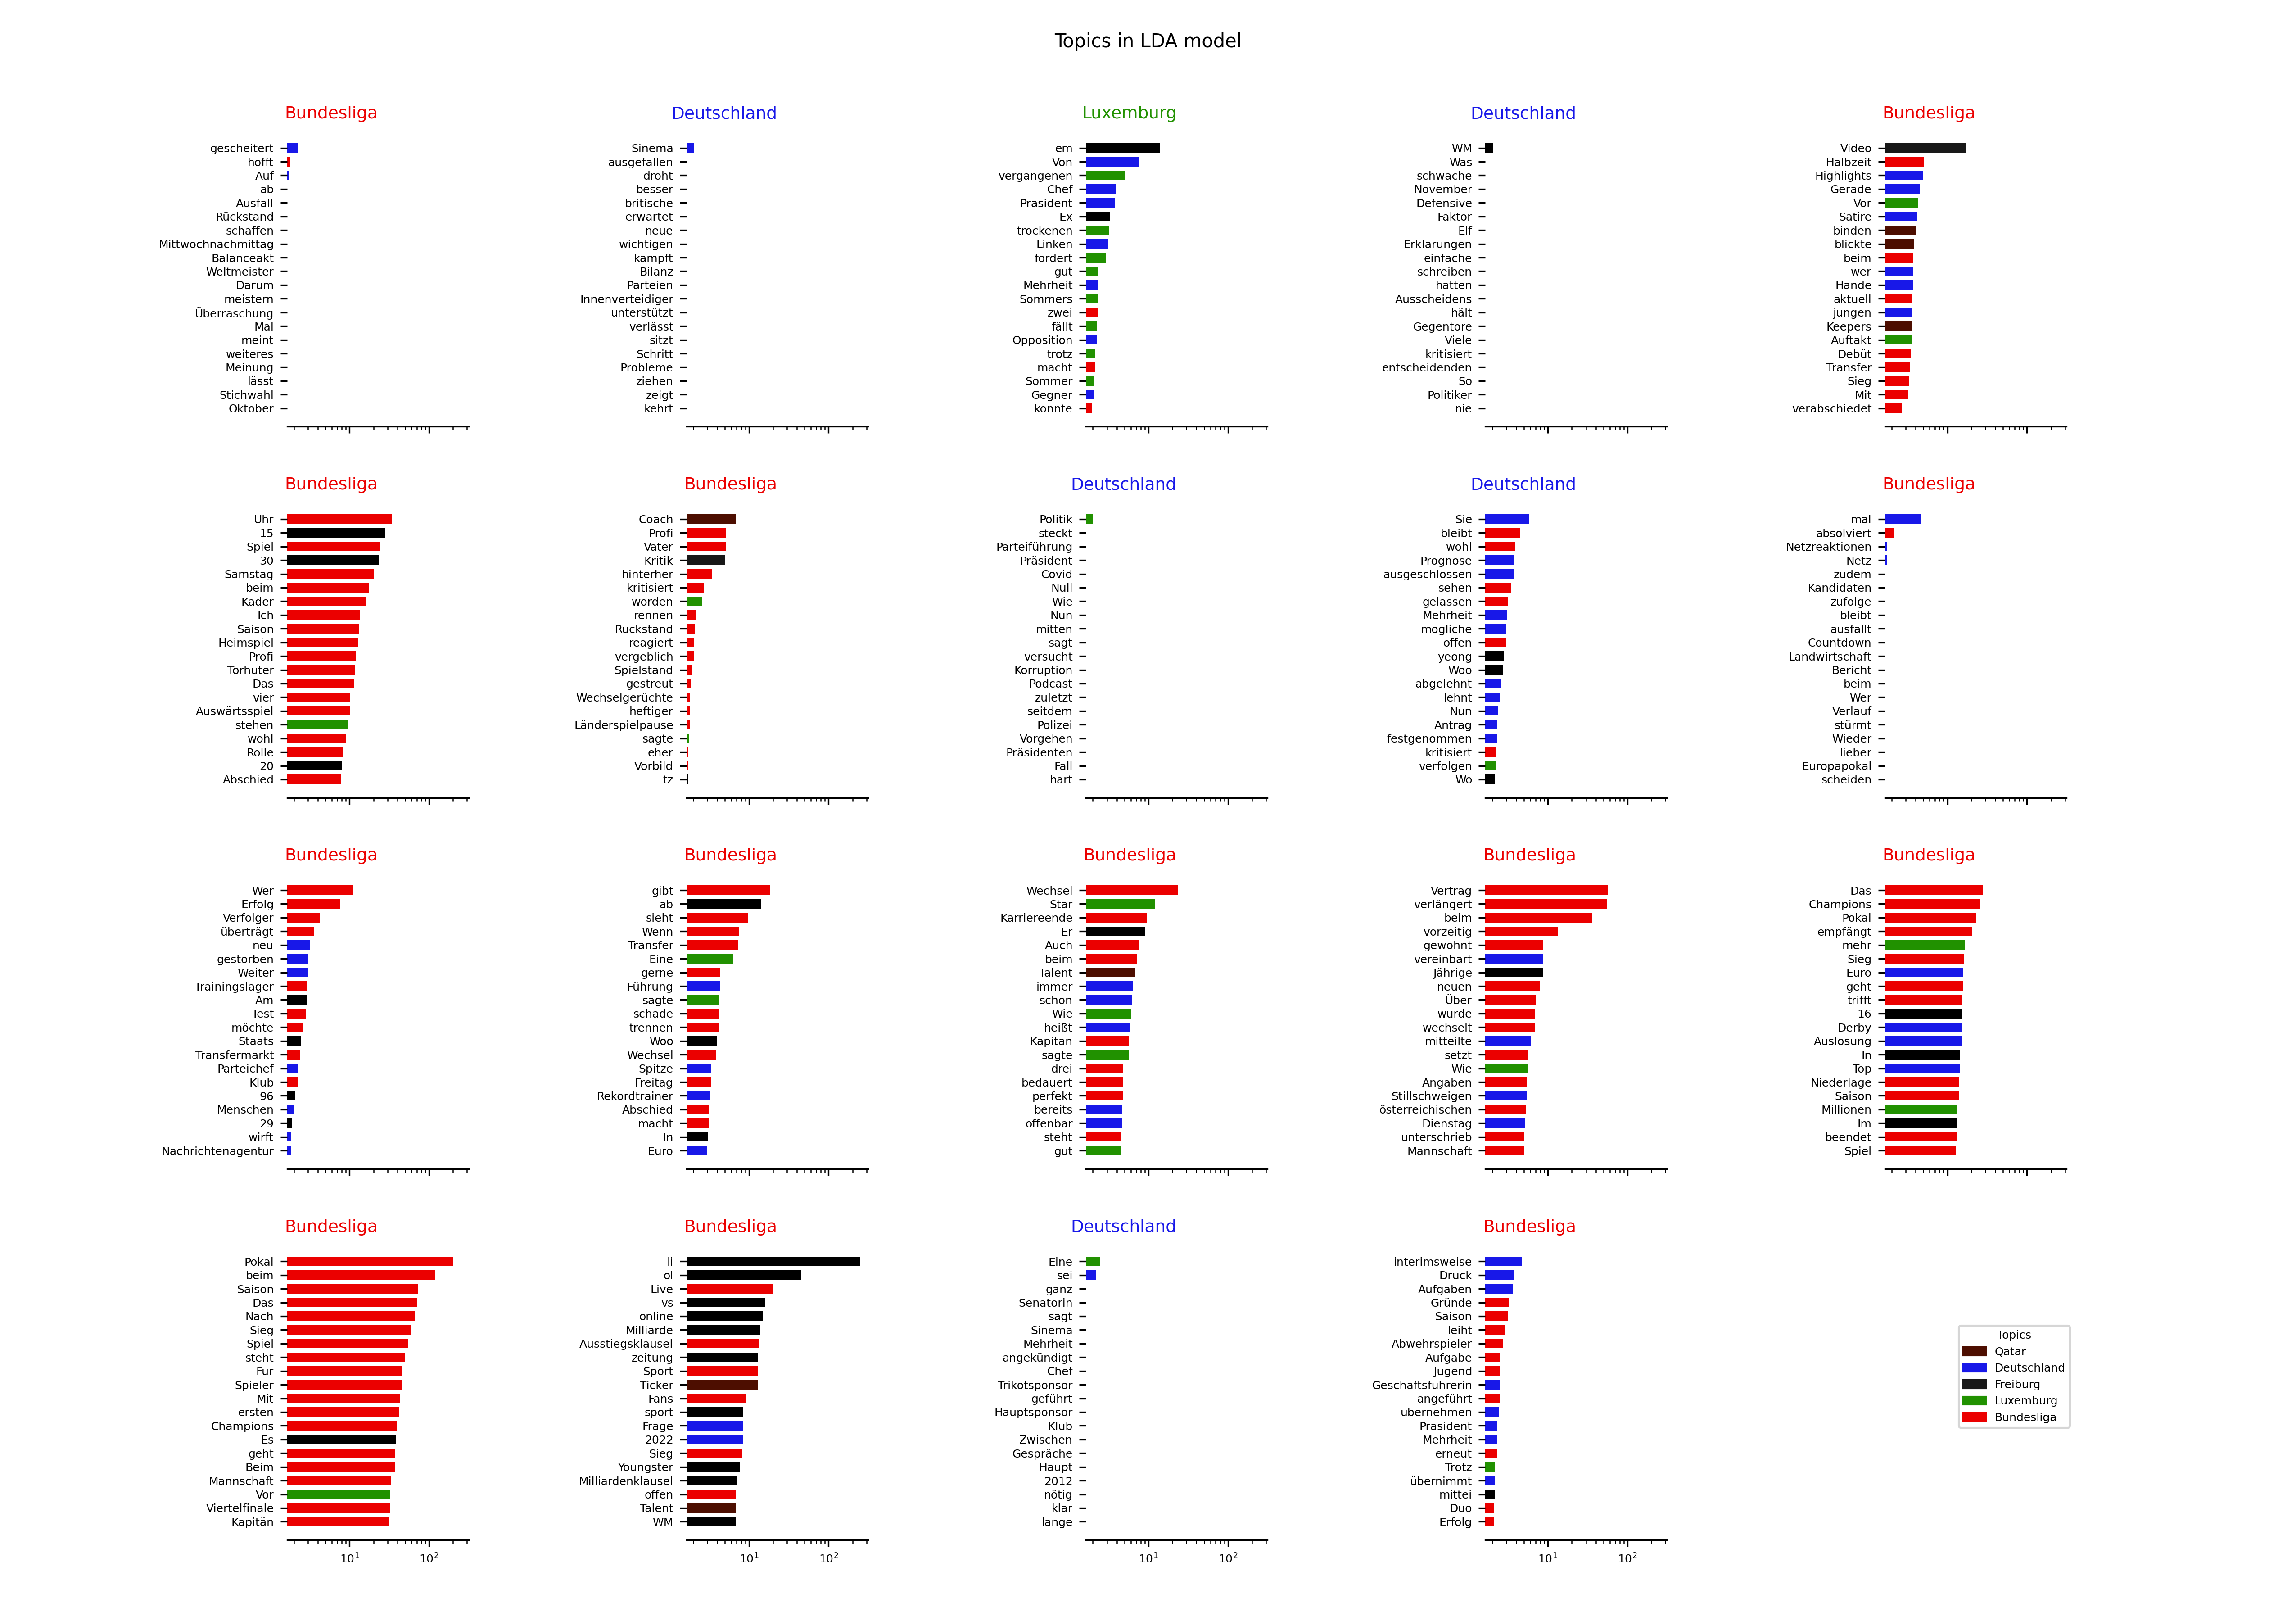 Topics in LDA model
Bundesliga
gescheitert
hofft
Auf
ab
Ausfall
Rückstand
schaffen
Mittwochnachmittag
Balanceakt
Weltmeister
Darum
meistern
Überraschung
Mal
meint
weiteres
Meinung
lässt
Stichwahl
Oktober
Deutschland
Sinema
ausgefallen
droht
besser
britische
erwartet
neue
wichtigen
kämpft
Bilanz
Parteien
Innenverteidiger
unterstützt
verlässt
sitzt
Schritt
Probleme
ziehen
zeigt
kehrt
Luxemburg
em
Von
vergangenen
Chef
Präsident
Ex
trockenen
Linken
fordert
gut
Mehrheit
Sommers
zwei
fällt
Opposition
trotz
macht
Sommer
Gegner
konnte
Deutschland
WM
Was
schwache
November
Defensive
Faktor
Elf
Erklärungen
einfache
schreiben
hätten
Ausscheidens
hält
Gegentore
Viele
kritisiert
entscheidenden
So
Politiker
nie
Bundesliga
Video
Halbzeit
Highlights
Gerade
Vor
Satire
binden
blickte
beim
wer
Hände
aktuell
jungen
Keepers
Auftakt
Debüt
Transfer
Sieg
Mit
verabschiedet
Bundesliga
Uhr
15
Spiel
30
Samstag
beim
Kader
Ich
Saison
Heimspiel
Profi
Torhüter
Das
vier
Auswärtsspiel
stehen
wohl
Rolle
20
Abschied
Bundesliga
Coach
Profi
Vater
Kritik
hinterher
kritisiert
worden
rennen
Rückstand
reagiert
vergeblich
Spielstand
gestreut
Wechselgerüchte
heftiger
Länderspielpause
sagte
eher
Vorbild
tz
Deutschland
Politik
steckt
Parteiführung
Präsident
Covid
Null
Wie
Nun
mitten
sagt
versucht
Korruption
Podcast
zuletzt
seitdem
Polizei
Vorgehen
Präsidenten
Fall
hart
Deutschland
Sie
bleibt
wohl
Prognose
ausgeschlossen
sehen
gelassen
Mehrheit
mögliche
offen
yeong
Woo
abgelehnt
lehnt
Nun
Antrag
festgenommen
kritisiert
verfolgen
Wo
Bundesliga
mal
absolviert
Netzreaktionen
Netz
zudem
Kandidaten
zufolge
bleibt
ausfällt
Countdown
Landwirtschaft
Bericht
beim
Wer
Verlauf
stürmt
Wieder
lieber
Europapokal
scheiden
Bundesliga
Wer
Erfolg
Verfolger
überträgt
neu
gestorben
Weiter
Trainingslager
Am
Test
möchte
Staats
Transfermarkt
Parteichef
Klub
96
Menschen
29
wirft
Nachrichtenagentur
Bundesliga
gibt
ab
sieht
Wenn
Transfer
Eine
gerne
Führung
sagte
schade
trennen
Woo
Wechsel
Spitze
Freitag
Rekordtrainer
Abschied
macht
In
Euro
Bundesliga
Wechsel
Star
Karriereende
Er
Auch
beim
Talent
immer
schon
Wie
heißt
Kapitän
sagte
drei
bedauert
perfekt
bereits
offenbar
steht
gut
Bundesliga
Vertrag
verlängert
beim
vorzeitig
gewohnt
vereinbart
Jährige
neuen
Über
wurde
wechselt
mitteilte
setzt
Wie
Angaben
Stillschweigen
österreichischen
Dienstag
unterschrieb
Mannschaft
Bundesliga
Das
Champions
Pokal
empfängt
mehr
Sieg
Euro
geht
trifft
16
Derby
Auslosung
In
Top
Niederlage
Saison
Millionen
Im
beendet
Spiel
Bundesliga
Pokal
beim
Saison
Das
Nach
Sieg
Spiel
steht
Für
Spieler
Mit
ersten
Champions
Es
geht
Beim
Mannschaft
Vor
Viertelfinale
Kapitän
10¹ 10²
Bundesliga
li
ol
Live
vs
online
Milliarde
Ausstiegsklausel
zeitung
Sport
Ticker
Fans
sport
Frage
2022
Sieg
Youngster
Milliardenklausel
offen
Talent
WM
10¹ 10²
Deutschland
Eine
sei
ganz
Senatorin
sagt
Sinema
Mehrheit
angekündigt
Chef
Trikotsponsor
geführt
Hauptsponsor
Klub
Zwischen
Gespräche
Haupt
2012
nötig
klar
lange
10¹ 10²
Bundesliga
interimsweise
Druck
Aufgaben
Gründe
Saison
leiht
Abwehrspieler
Aufgabe
Jugend
Geschäftsführerin
angeführt
übernehmen
Präsident
Mehrheit
erneut
Trotz
übernimmt
mittei
Duo
Erfolg
10¹ 10²
Topics
Qatar
Deutschland
Freiburg
Luxemburg
Bundesliga